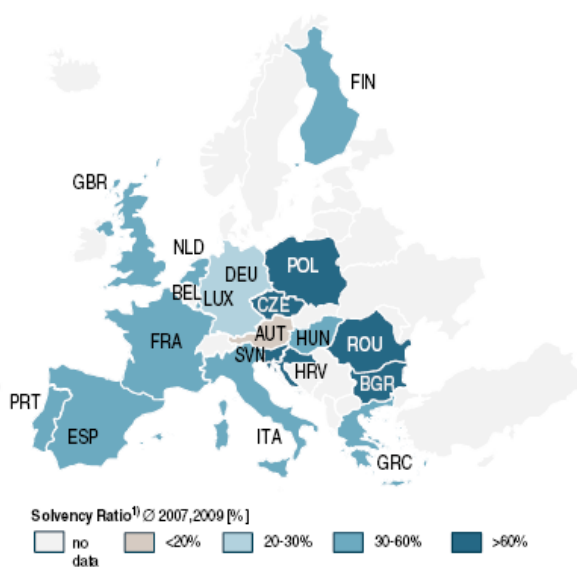 FIN
GBR
NLD
DEU
POL
BEL
LUX
CZE
AUT
HUN
ROU
FRA
SVN
HRV
BGR
PRT
ESP
ITA
GRC
Solvency Ratio¹⁾ Ø 2007,2009 [%]
no data
<20%
20-30%
30-60%
>60%